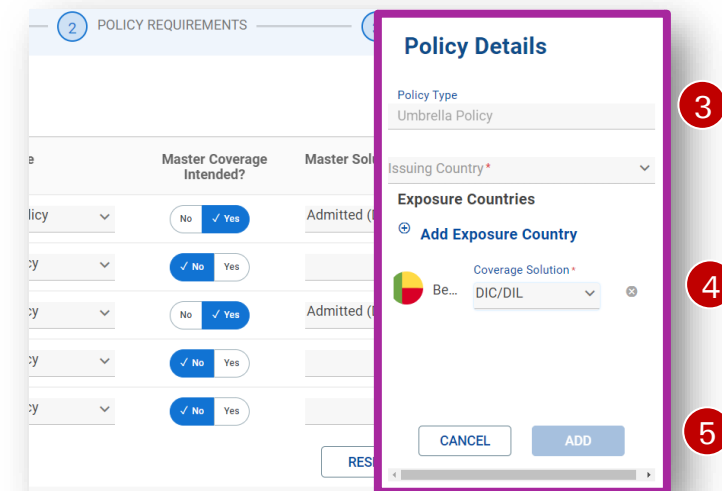 2 POLICY REQUIREMENTS
Master Coverage
Intended?
Master Solu
licy No ✓ Yes Admitted (
cy ✓ No Yes
cy No ✓ Yes Admitted (
cy ✓ No Yes
cy ✓ No Yes
RES
Policy Details
Policy Type
Umbrella Policy
3
Issuing Country *
Exposure Countries
Add Exposure Country
Coverage Solution *
Be... DIC/DIL
4
CANCEL ADD
5